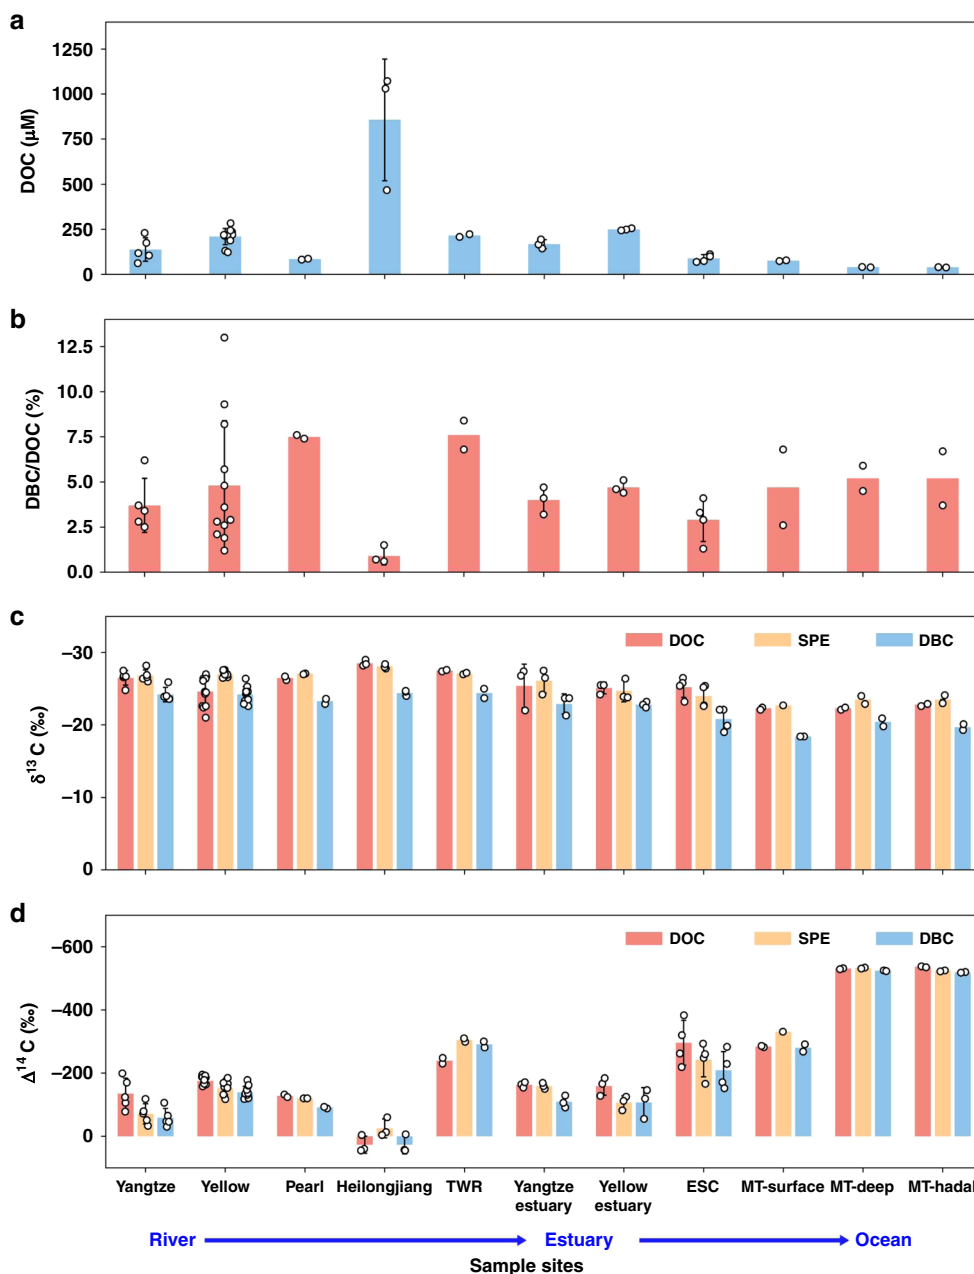 a
1250
1000
750
500
250
0
DOC (μM)
b
12.5
10.0
7.5
5.0
2.5
0.0
DBC/DOC (%)
c
DOC SPE DBC
−30
−20
−10
0
δ¹³C (‰)
d
DOC SPE DBC
−600
−400
−200
0
Δ¹⁴C (‰)
Yangtze Yellow Pearl Heilongjiang TWR Yangtze estuary Yellow estuary ESC MT-surface MT-deep MT-hadal
River Estuary Ocean
Sample sites